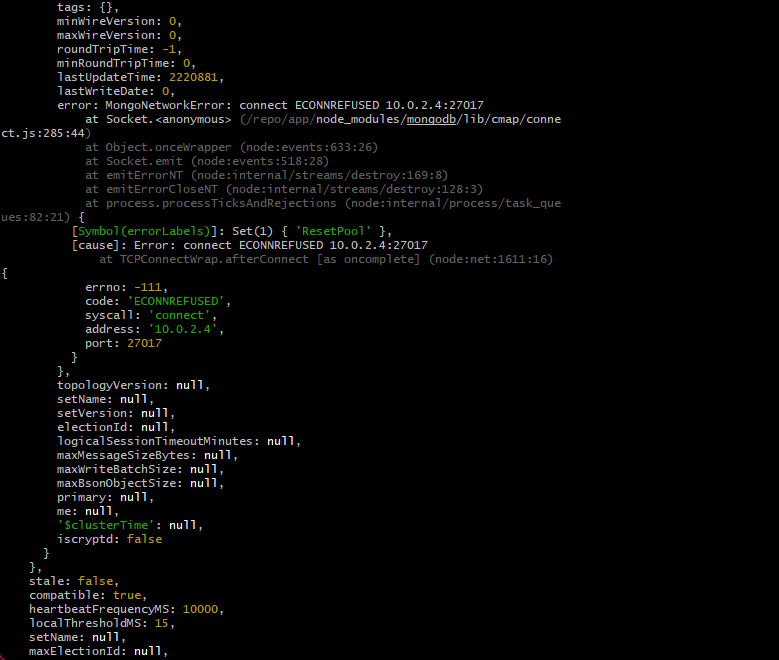 tags: {},
minWireVersion: 0,
maxWireVersion: 0,
roundTripTime: -1,
minRoundTripTime: 0,
lastUpdateTime: 2220881,
lastWriteDate: 0,
error: MongoNetworkError: connect ECONNREFUSED 10.0.2.4:27017
at Socket.<anonymous> (/repo/app/node_modules/mongodb/lib/cmap/conne
ct.js:285:44)
at Object.onceWrapper (node:events:633:26)
at Socket.emit (node:events:518:28)
at emitErrorNT (node:internal/streams/destroy:169:8)
at emitErrorCloseNT (node:internal/streams/destroy:128:3)
at process.processTicksAndRejections (node:internal/process/task_que
ues:82:21) {
[Symbol(errorLabels)]: Set(1) { 'ResetPool' },
[cause]: Error: connect ECONNREFUSED 10.0.2.4:27017
at TCPConnectWrap.afterConnect [as oncomplete] (node:net:1611:16)
{
errno: -111,
code: 'ECONNREFUSED',
syscall: 'connect',
address: '10.0.2.4',
port: 27017
}
},
topologyVersion: null,
setName: null,
setVersion: null,
electionId: null,
logicalSessionTimeoutMinutes: null,
maxMessageSizeBytes: null,
maxWriteBatchSize: null,
maxBsonObjectSize: null,
primary: null,
me: null,
'$clusterTime': null,
iscryptd: false
}
},
stale: false,
compatible: true,
heartbeatFrequencyMS: 10000,
localThresholdMS: 15,
setName: null,
maxElectionId: null,